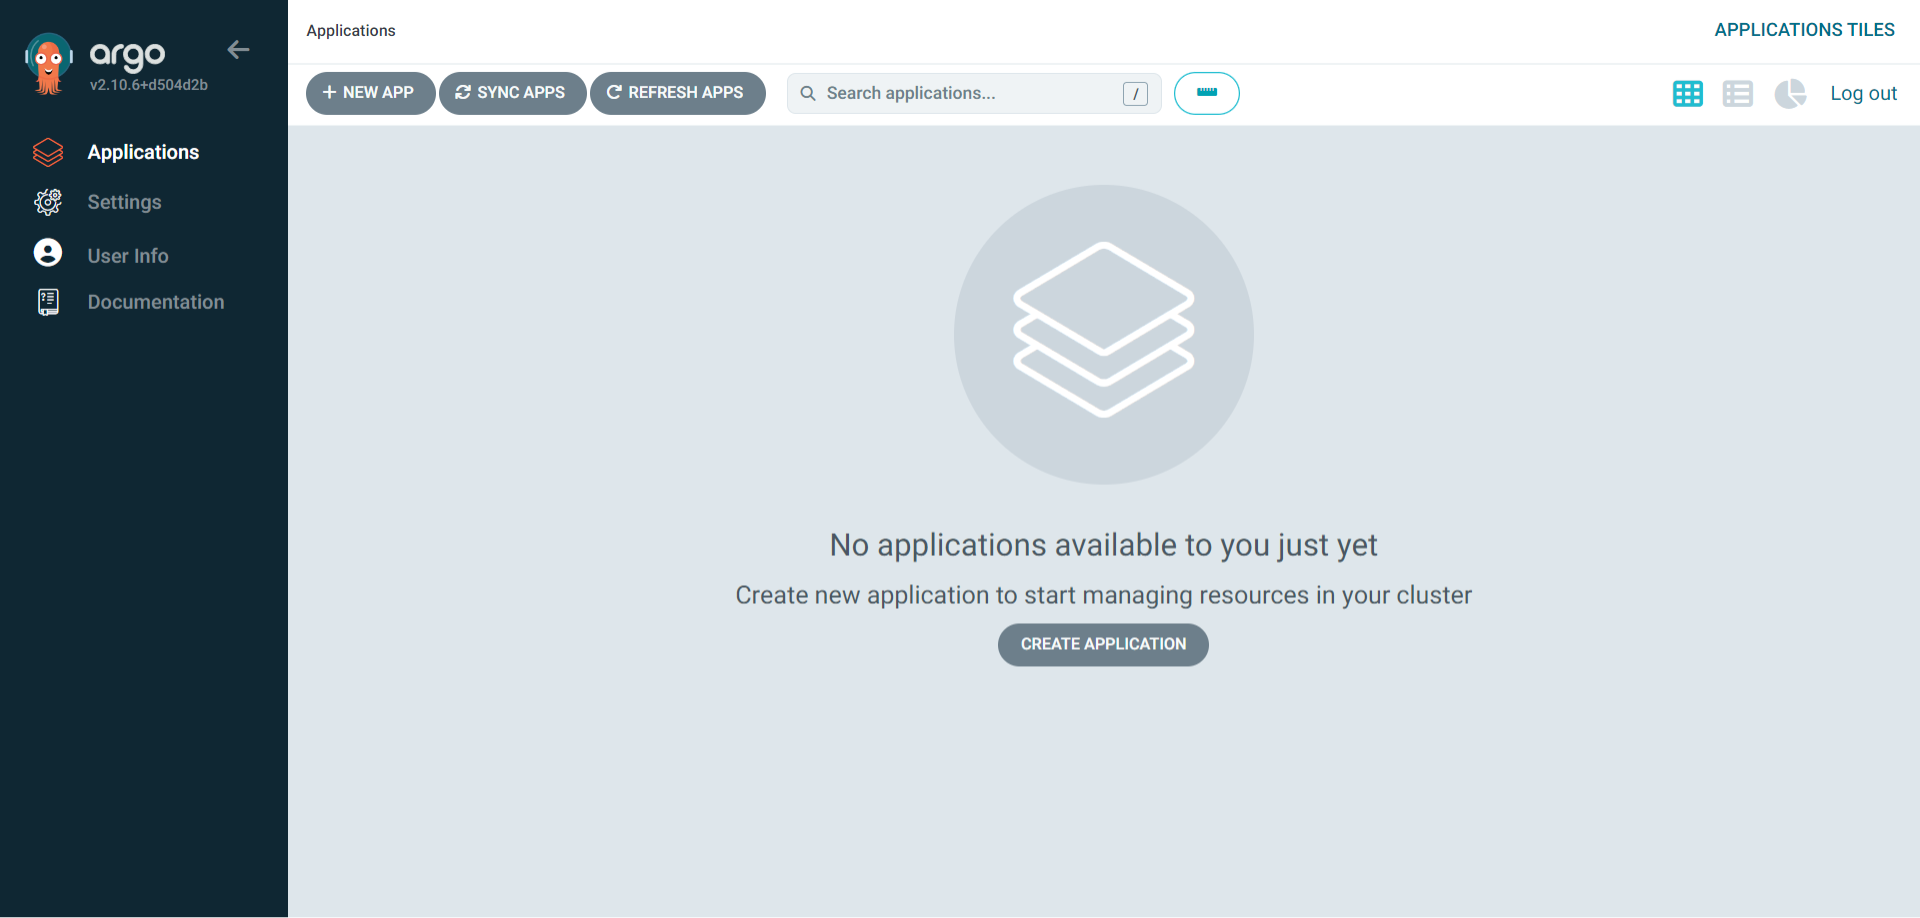 argo
v2.10.6+d504d2b
Applications
Settings
User Info
Documentation
Applications
APPLICATIONS TILES
NEW APP
SYNC APPS
REFRESH APPS
Search applications...
/
Log out
No applications available to you just yet
Create new application to start managing resources in your cluster
CREATE APPLICATION